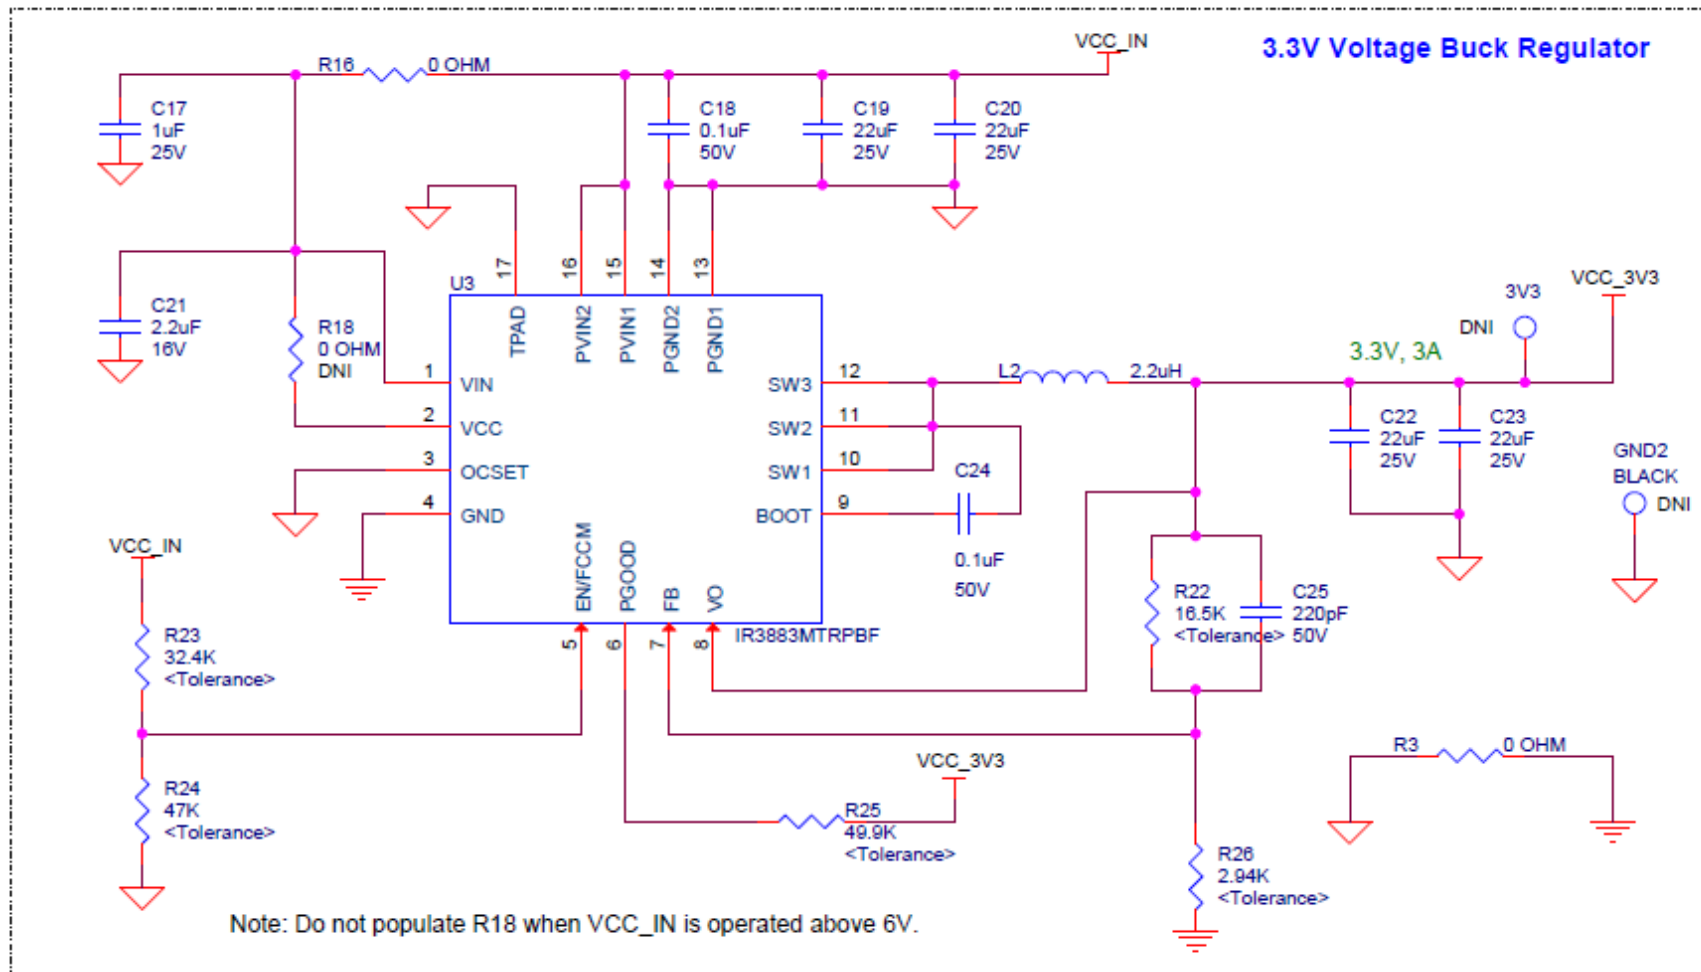 3.3V Voltage Buck Regulator
VCC_IN
R16
0 OHM
C17
1uF
25V
C18
0.1uF
50V
C19
22uF
25V
C20
22uF
25V
C21
2.2uF
16V
R18
0 OHM
DNI
U3
17
16
15
14
13
TPAD
PVIN2
PVIN1
PGND2
PGND1
1
VIN
2
VCC
3
OCSET
4
GND
SW3
12
SW2
11
SW1
10
BOOT
9
EN/FCCM
PGOOD
FB
VO
5
6
7
8
IR3883MTRPBF
L2
2.2uH
C24
0.1uF
50V
3.3V, 3A
3V3
DNI
VCC_3V3
C22
22uF
25V
C23
22uF
25V
GND2
BLACK
DNI
VCC_IN
R23
32.4K
<Tolerance>
R24
47K
<Tolerance>
R22
16.5K
<Tolerance>
C25
220pF
50V
VCC_3V3
R25
49.9K
<Tolerance>
R26
2.94K
<Tolerance>
R3
0 OHM
Note: Do not populate R18 when VCC_IN is operated above 6V.